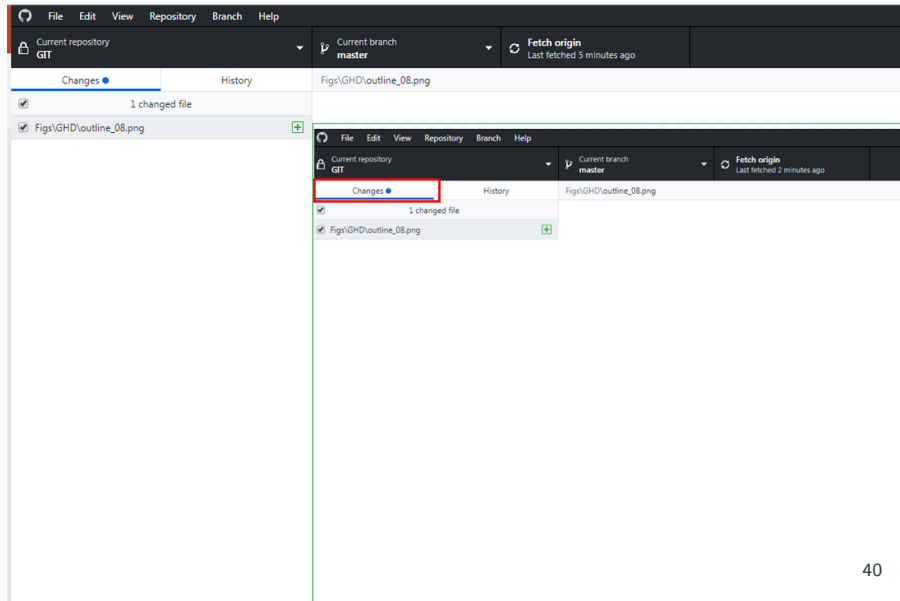 File Edit View Repository Branch Help
Current repository
GIT
Current branch
master
Fetch origin
Last fetched 5 minutes ago
Changes History
Figs\GHD\outline_08.png
1 changed file
Figs\GHD\outline_08.png
File Edit View Repository Branch Help
Current repository
GIT
Current branch
master
Fetch origin
Last fetched 2 minutes ago
Changes History
Figs\GHD\outline_08.png
1 changed file
Figs\GHD\outline_08.png
40